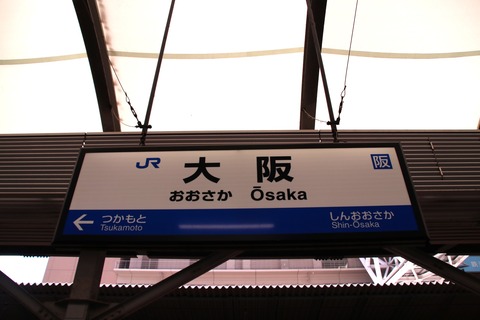 JR 大阪 阪
おおさか Ōsaka
← つかもと しんおおさか
Tsukamoto Shin-Ōsaka